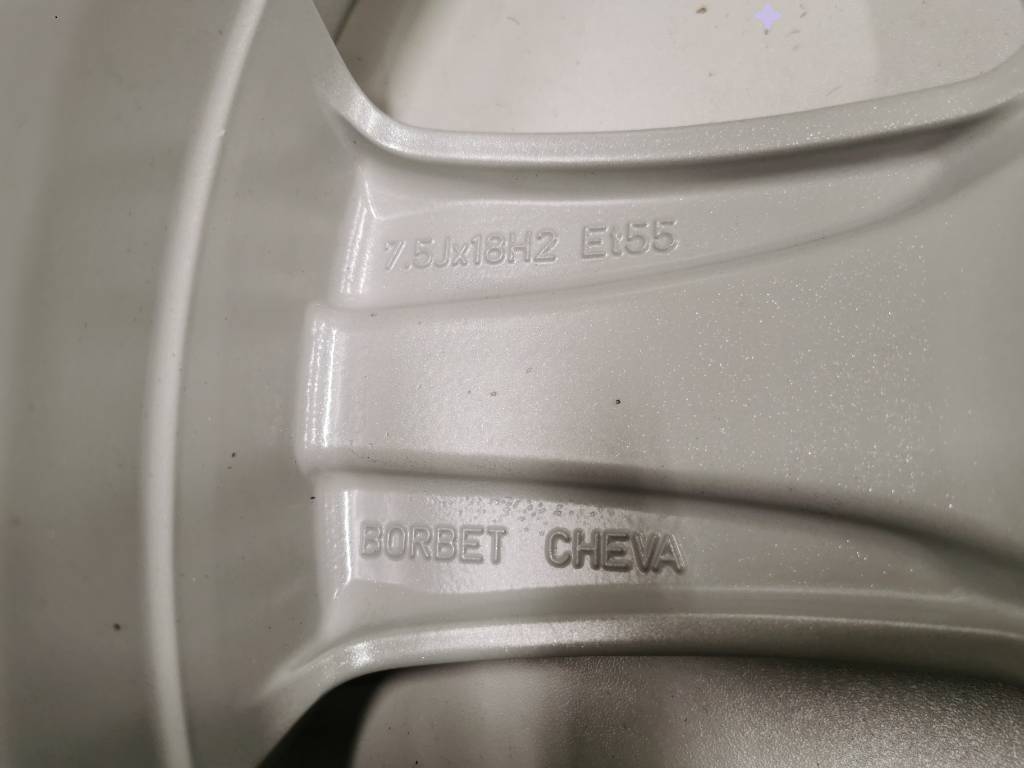 7.5Jx18H2 Et55
BORBET CHEVA